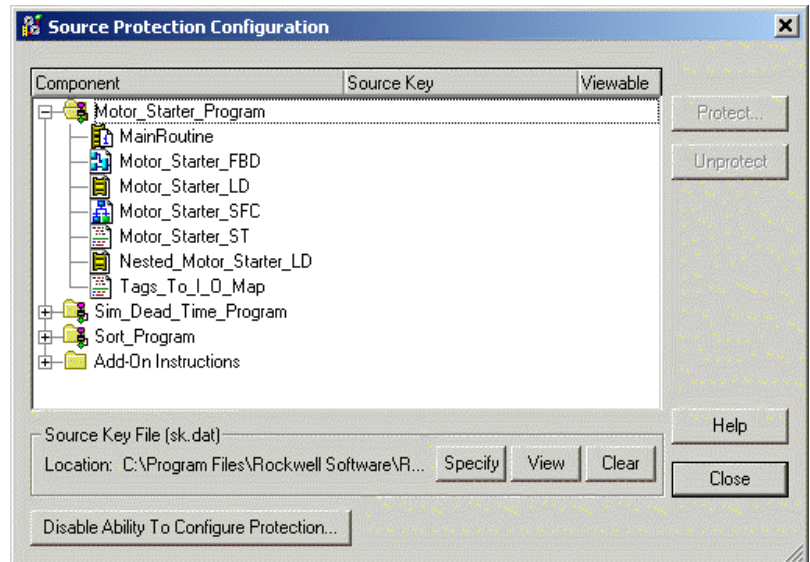 Source Protection Configuration
Component Source Key Viewable
Motor_Starter_Program
MainRoutine
Motor_Starter_FBD
Motor_Starter_LD
Motor_Starter_SFC
Motor_Starter_ST
Nested_Motor_Starter_LD
Tags_To_I_O_Map
Sim_Dead_Time_Program
Sort_Program
Add-On Instructions
Protect...
Unprotect
Source Key File (sk.dat)
Location: C:\Program Files\Rockwell Software\R... Specify View Clear
Help
Close
Disable Ability To Configure Protection...